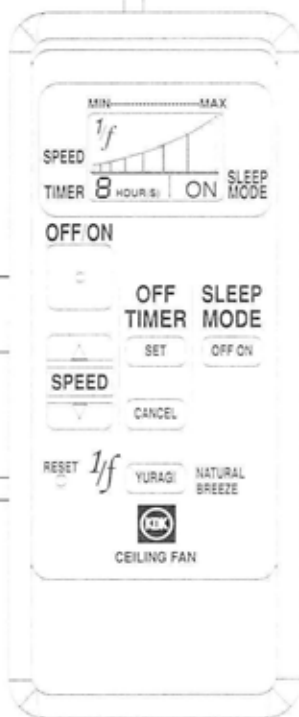 MIN MAX
1/f
SPEED
TIMER 8 HOUR(S) ON SLEEP MODE
OFF/ON
OFF TIMER
SLEEP MODE
SET
OFF ON
SPEED
CANCEL
RESET 1/f YURAGI NATURAL BREEZE
KDK
CEILING FAN